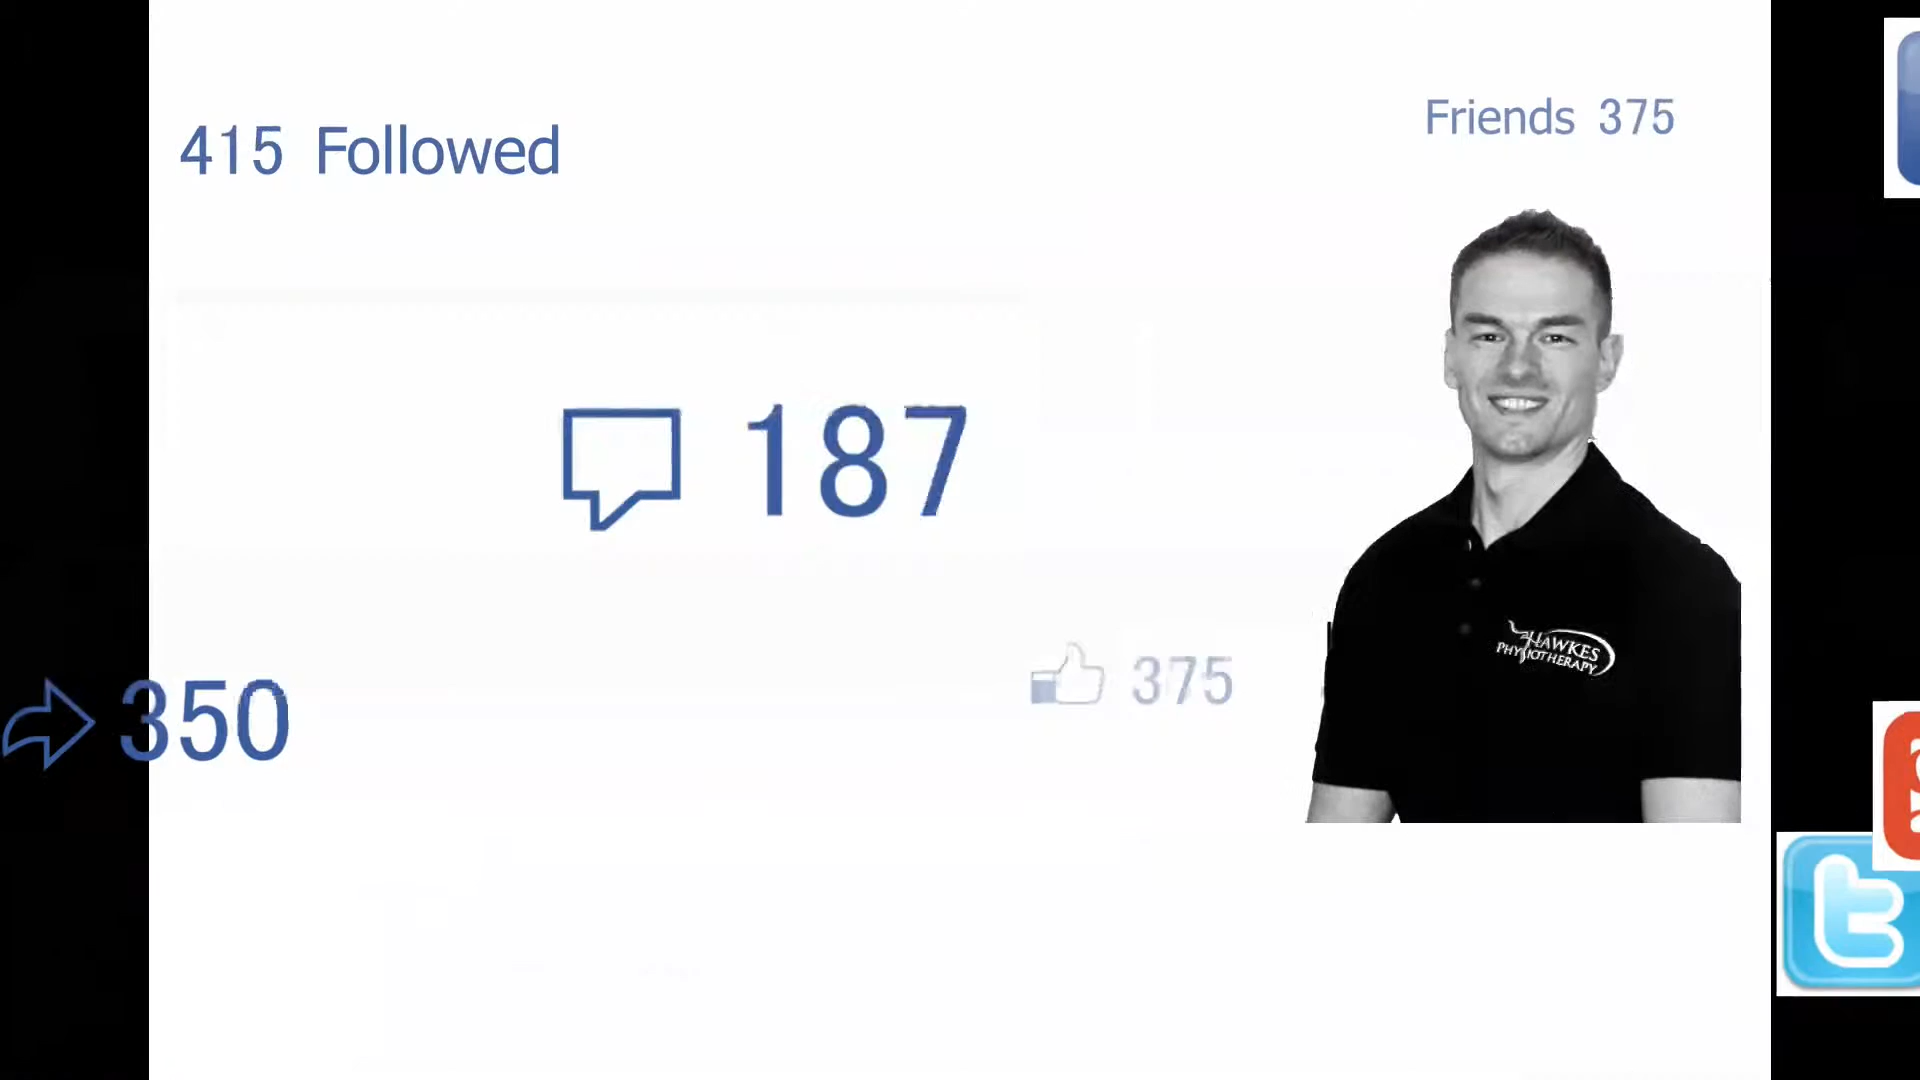 415 Followed
Friends 375
187
HAWKES
PHYSIOTHERAPY
375
350